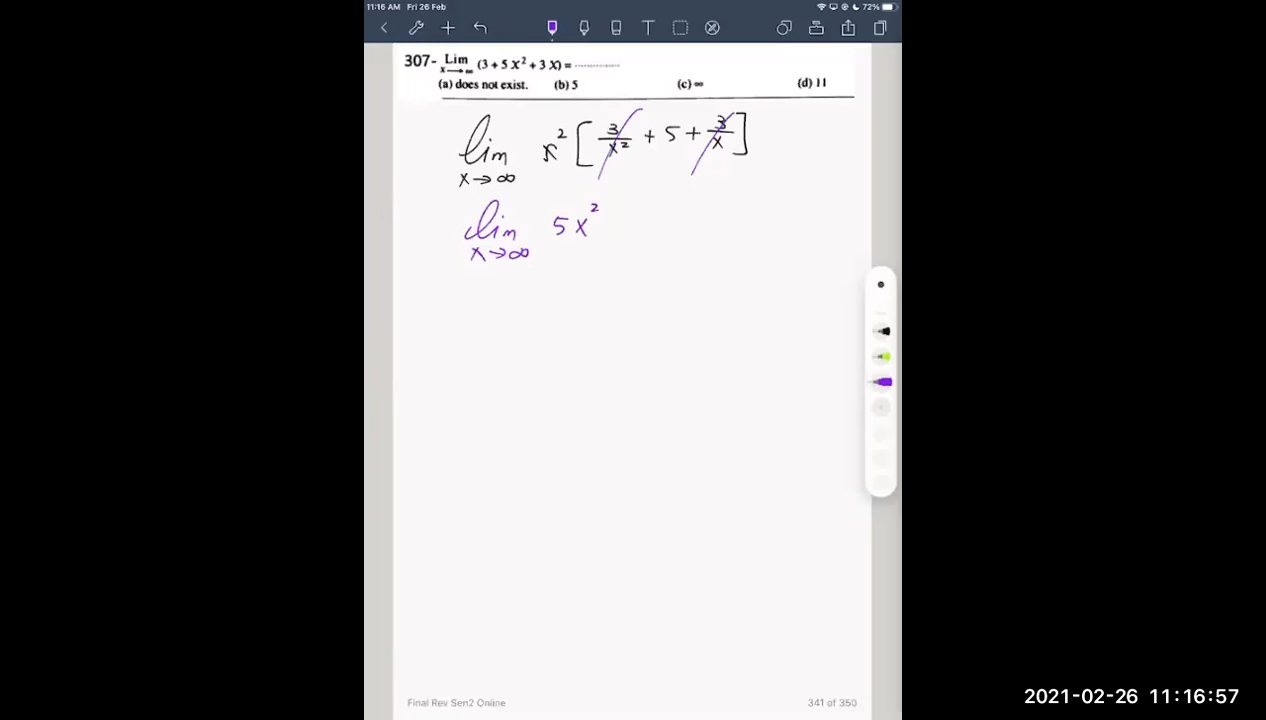 11:16 AM Fri 26 Feb 72%
T
307- Lim x→∞ (3 + 5 x² + 3 x) = ..............
(a) does not exist. (b) 5 (c) ∞ (d) 11
lim x→∞ x² [ 3/x² + 5 + 3/x ]
lim x→∞ 5x²
Final Rev Sen2 Online 341 of 350
2021-02-26 11:16:57